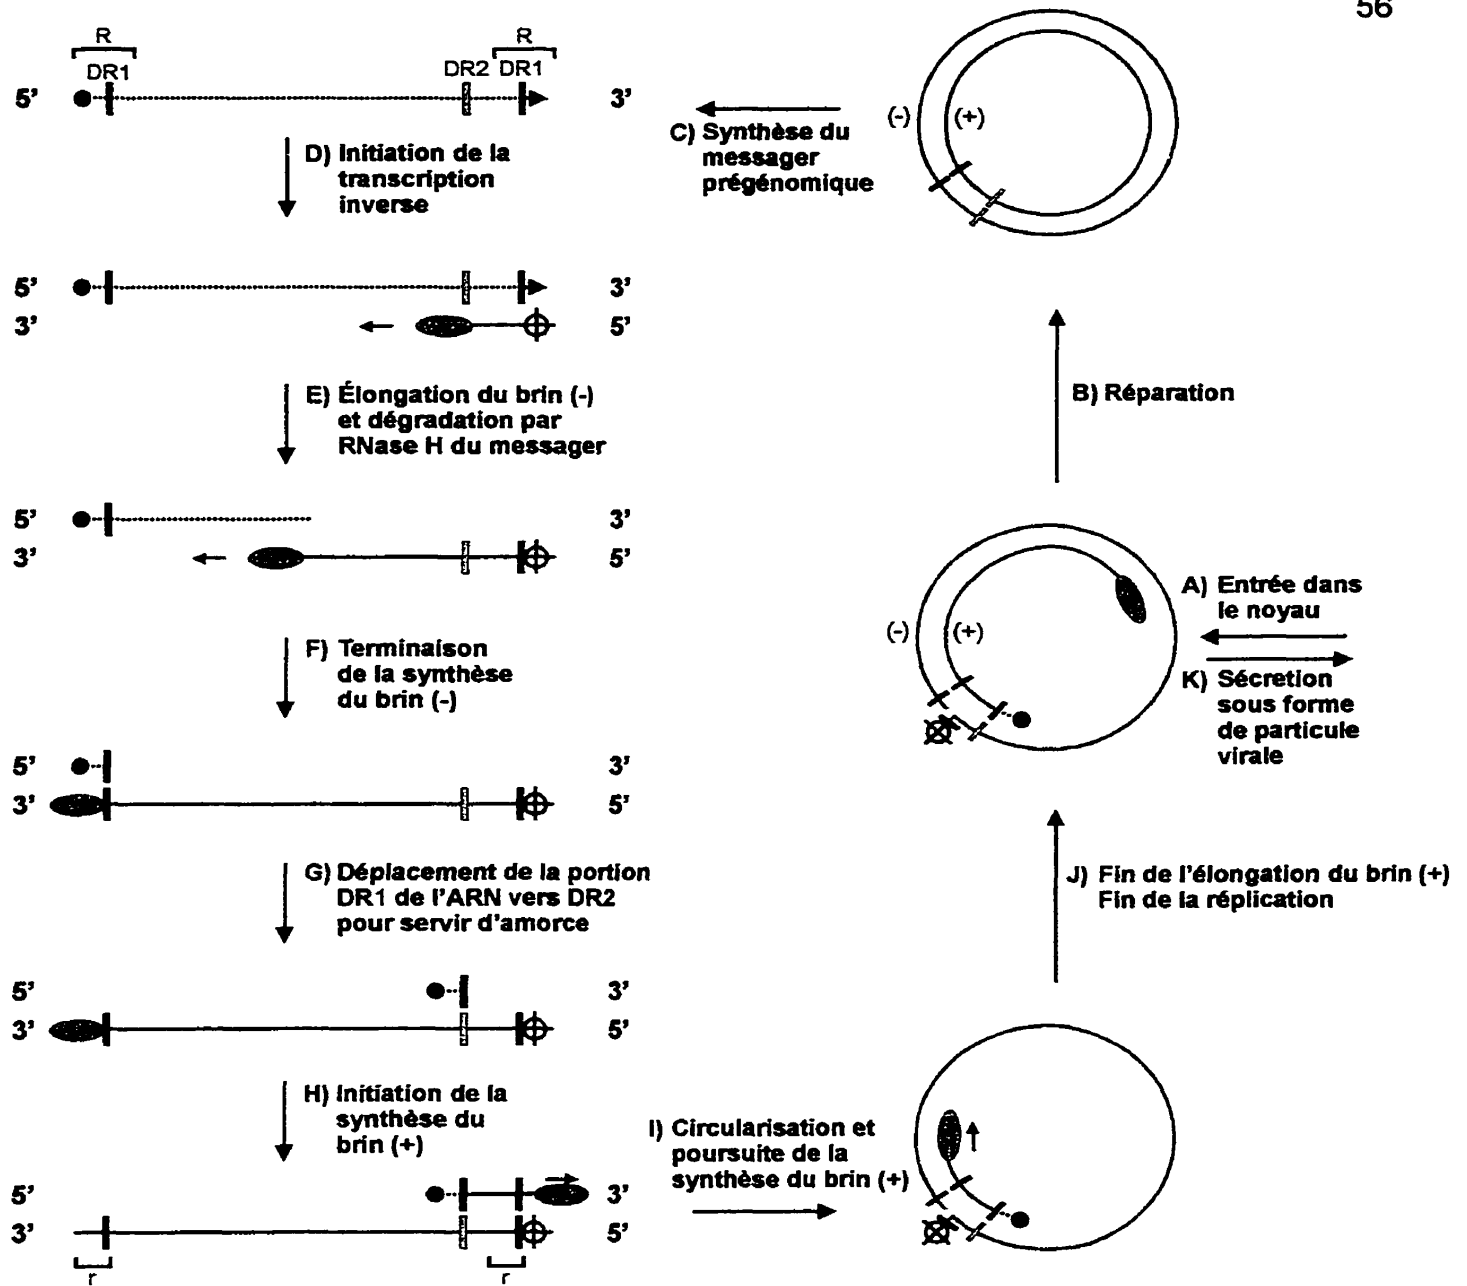 56
R R
DR1 DR2 DR1
5' 3'
C) Synthèse du
messager
prégénomique
(-) (+)
D) Initiation de la
transcription
inverse
5' 3'
3' 5'
E) Élongation du brin (-)
et dégradation par
RNase H du messager
B) Réparation
5' 3'
3' 5'
A) Entrée dans
le noyau
(-) (+)
K) Sécretion
sous forme
de particule
virale
F) Terminaison
de la synthèse
du brin (-)
5' 3'
3' 5'
G) Déplacement de la portion
DR1 de l'ARN vers DR2
pour servir d'amorce
J) Fin de l'élongation du brin (+)
Fin de la réplication
5' 3'
3' 5'
H) Initiation de la
synthèse du
brin (+)
I) Circularisation et
poursuite de la
synthèse du brin (+)
5' 3'
3' 5'
r r